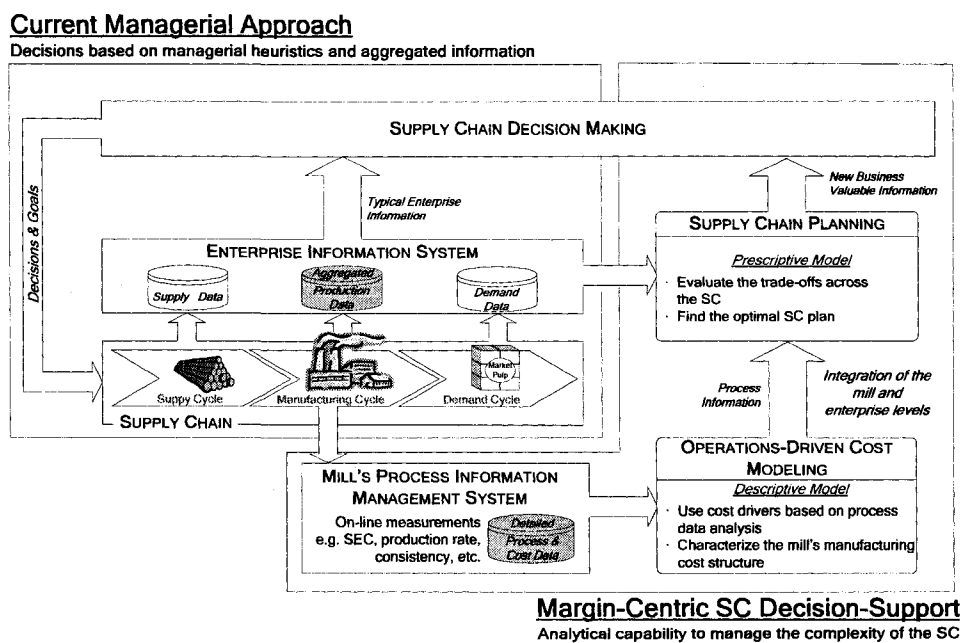 Current Managerial Approach
Decisions based on managerial heuristics and aggregated information
SUPPLY CHAIN DECISION MAKING
Decisions & Goals
Typical Enterprise
Information
New Business
Valuable Information
ENTERPRISE INFORMATION SYSTEM
Supply Data
Aggregated
Production
Data
Demand
Data
SUPPLY CHAIN PLANNING
Prescriptive Model
· Evaluate the trade-offs across
the SC
· Find the optimal SC plan
Market
Pulp
Suppy Cycle
Manufacturing Cycle
Demand Cycle
SUPPLY CHAIN
Process
Information
Integration of the
mill and
enterprise levels
MILL'S PROCESS INFORMATION
MANAGEMENT SYSTEM
On-line measurements
e.g. SEC, production rate,
consistency, etc.
Detailed
Process &
Cost Data
OPERATIONS-DRIVEN COST
MODELING
Descriptive Model
· Use cost drivers based on process
data analysis
· Characterize the mill's manufacturing
cost structure
Margin-Centric SC Decision-Support
Analytical capability to manage the complexity of the SC